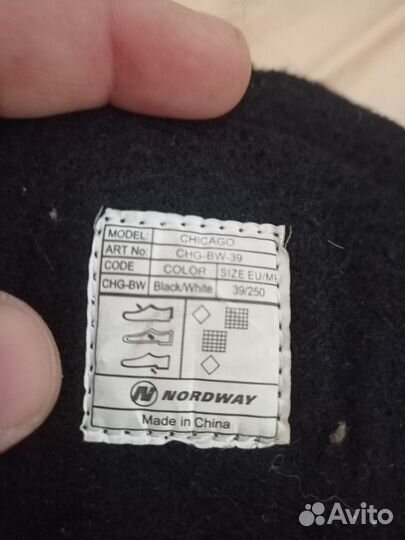 MODEL: CHICAGO
ART No: CHG-BW-39
CODE COLOR SIZE EU/M
CHG-BW Black/White 39/250
N NORDWAY
Made in China
Avito